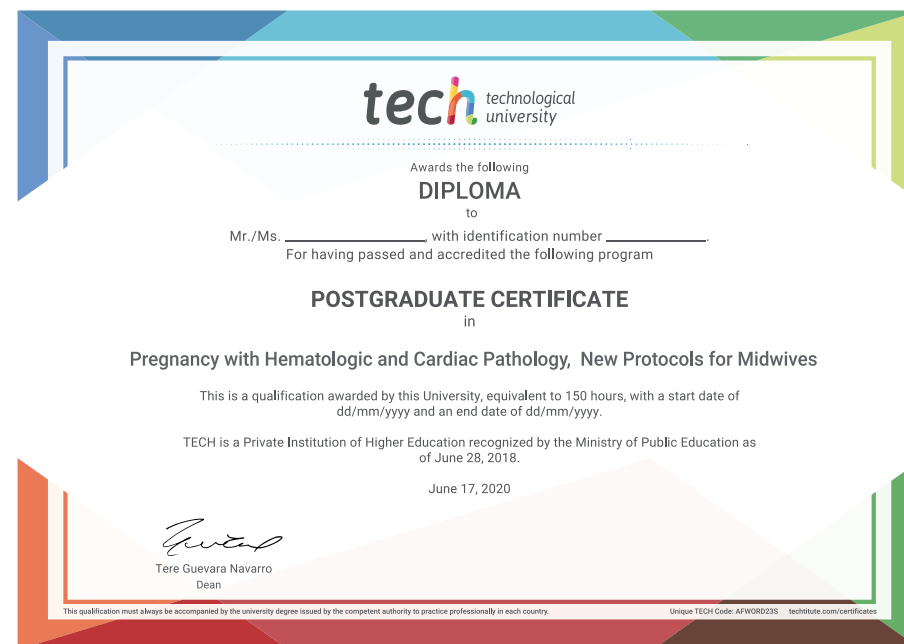 tech technological
university
Awards the following
DIPLOMA
to
Mr./Ms. ____________, with identification number ____________.
For having passed and accredited the following program
POSTGRADUATE CERTIFICATE
in
Pregnancy with Hematologic and Cardiac Pathology, New Protocols for Midwives
This is a qualification awarded by this University, equivalent to 150 hours, with a start date of
dd/mm/yyyy and an end date of dd/mm/yyyy.
TECH is a Private Institution of Higher Education recognized by the Ministry of Public Education as
of June 28, 2018.
June 17, 2020
Tere Guevara Navarro
Dean
This qualification must always be accompanied by the university degree issued by the competent authority to practice professionally in each country.
Unique TECH Code: AFWORD23S techtitute.com/certificates